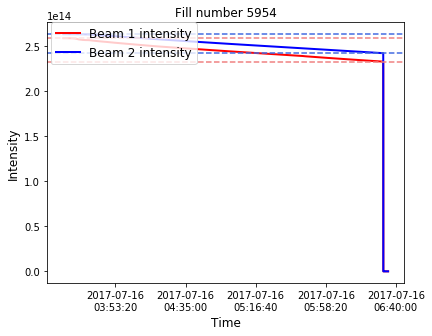 Fill number 5954
1e14
Beam 1 intensity
Beam 2 intensity
2.5
2.0
1.5
1.0
0.5
0.0
Intensity
2017-07-16
03:53:20
2017-07-16
04:35:00
2017-07-16
05:16:40
2017-07-16
05:58:20
2017-07-16
06:40:00
Time